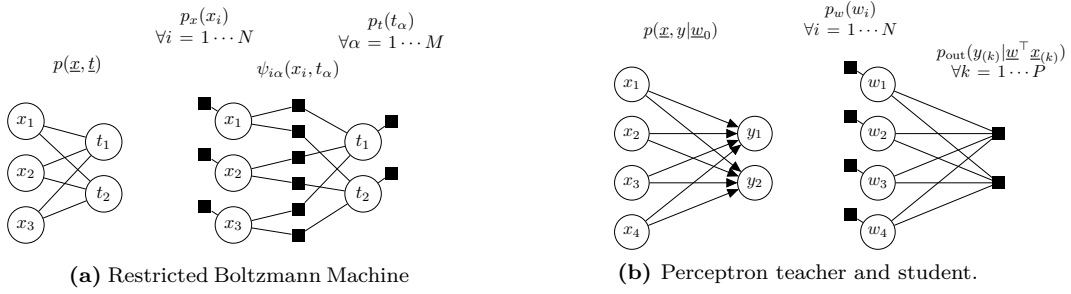 p_x(x_i)
∀i = 1 ⋯ N
p_t(t_α)
∀α = 1 ⋯ M
p(x̲, t̲)
ψ_{iα}(x_i, t_α)
x_1
x_2
x_3
t_1
t_2
x_1
x_2
x_3
t_1
t_2
(a) Restricted Boltzmann Machine
p(x̲, y|w̲_0)
p_w(w_i)
∀i = 1 ⋯ N
p_out(y_(k)|w̲^⊤ x̲_(k))
∀k = 1 ⋯ P
x_1
x_2
x_3
x_4
y_1
y_2
w_1
w_2
w_3
w_4
(b) Perceptron teacher and student.